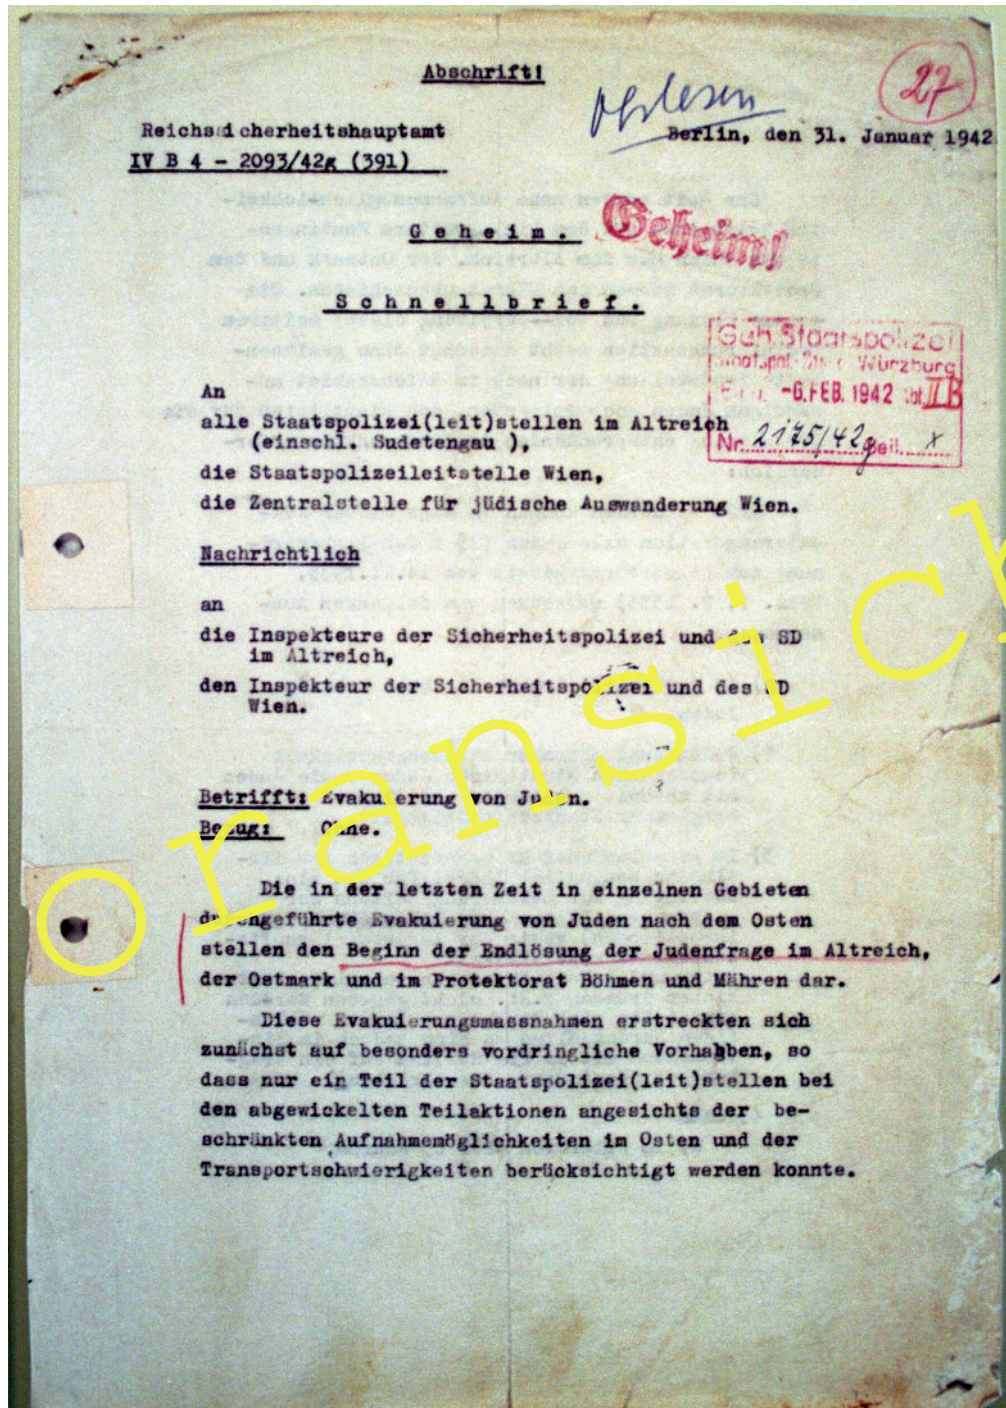 Abschrift!
27
Reichssicherheitshauptamt
Berlin, den 31. Januar 1942
IV B 4 - 2093/42g (391)
Geheim.
Geheim!
Schnellbrief.
Geh. Staatspolizei
Würzburg
-6. FEB. 1942 II B
Nr. 2175/42g Beil. x
An
alle Staatspolizei(leit)stellen im Altreich
(einschl. Sudetengau ),
die Staatspolizeileitstelle Wien,
die Zentralstelle für jüdische Auswanderung Wien.
Nachrichtlich
an
die Inspekteure der Sicherheitspolizei und des SD
im Altreich,
den Inspekteur der Sicherheitspolizei und des SD
Wien.
Betrifft: Evakuierung von Juden.
Bezug: Ohne.
Die in der letzten Zeit in einzelnen Gebieten
durchgeführte Evakuierung von Juden nach dem Osten
stellen den Beginn der Endlösung der Judenfrage im Altreich,
der Ostmark und im Protektorat Böhmen und Mähren dar.
Diese Evakuierungsmassnahmen erstreckten sich
zunächst auf besonders vordringliche Vorhabben, so
dass nur ein Teil der Staatspolizei(leit)stellen bei
den abgewickelten Teilaktionen angesichts der be-
schränkten Aufnahmemöglichkeiten im Osten und der
Transportschwierigkeiten berücksichtigt werden konnte.
oransich